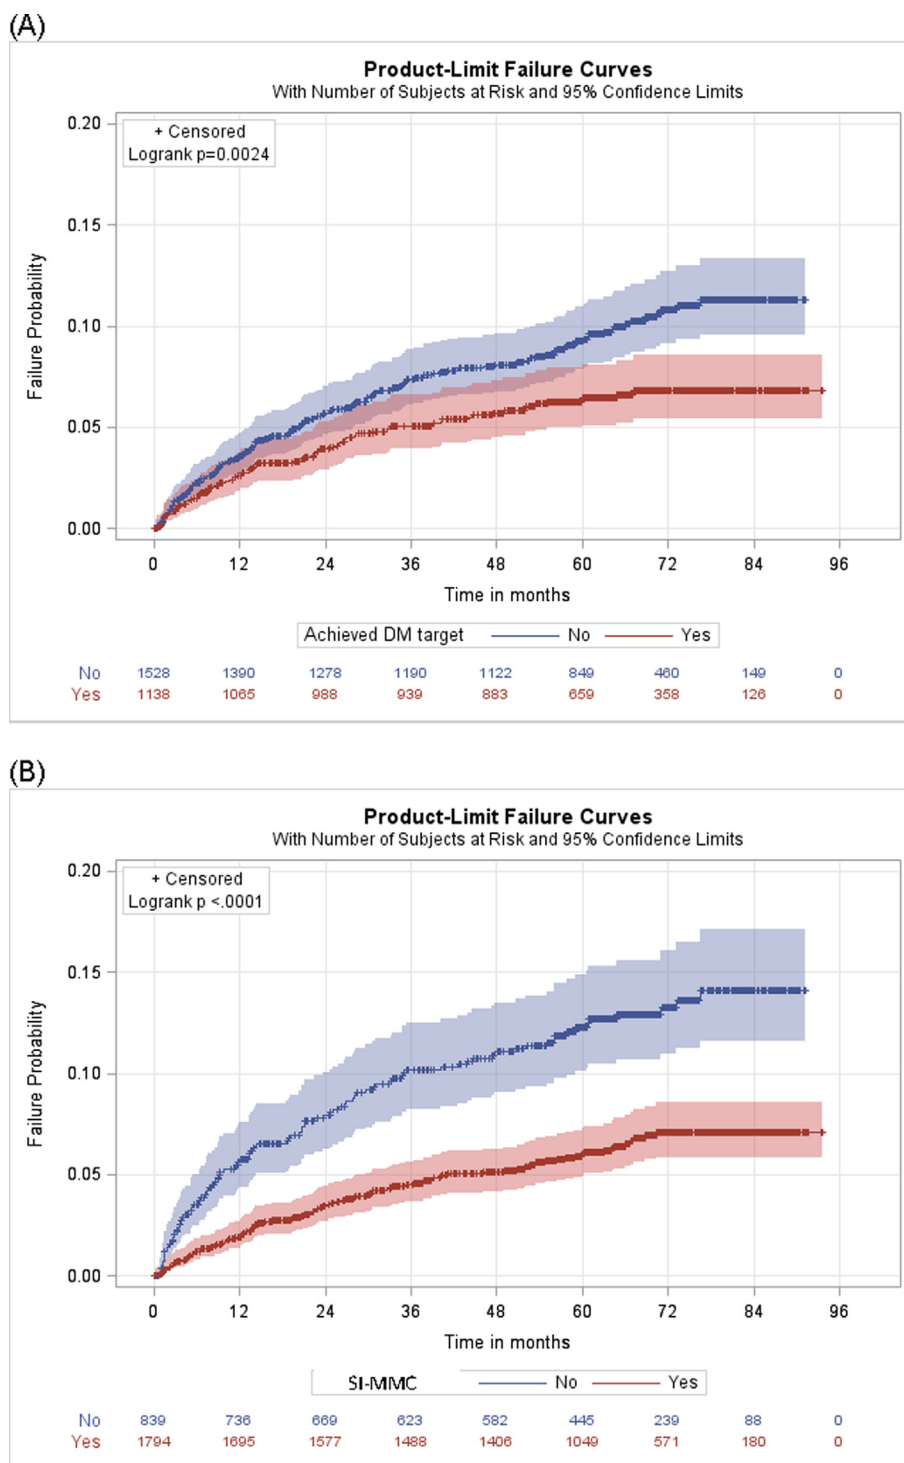 (A)
Product-Limit Failure Curves
With Number of Subjects at Risk and 95% Confidence Limits
+ Censored
Logrank p=0.0024
0.20
0.15
0.10
0.05
0.00
Failure Probability
0 12 24 36 48 60 72 84 96
Time in months
Achieved DM target No Yes
No 1528 1390 1278 1190 1122 849 460 149 0
Yes 1138 1065 988 939 883 659 358 126 0
(B)
Product-Limit Failure Curves
With Number of Subjects at Risk and 95% Confidence Limits
+ Censored
Logrank p <.0001
0.20
0.15
0.10
0.05
0.00
Failure Probability
0 12 24 36 48 60 72 84 96
Time in months
SI-MMC No Yes
No 839 736 669 623 582 445 239 88 0
Yes 1794 1695 1577 1488 1406 1049 571 180 0